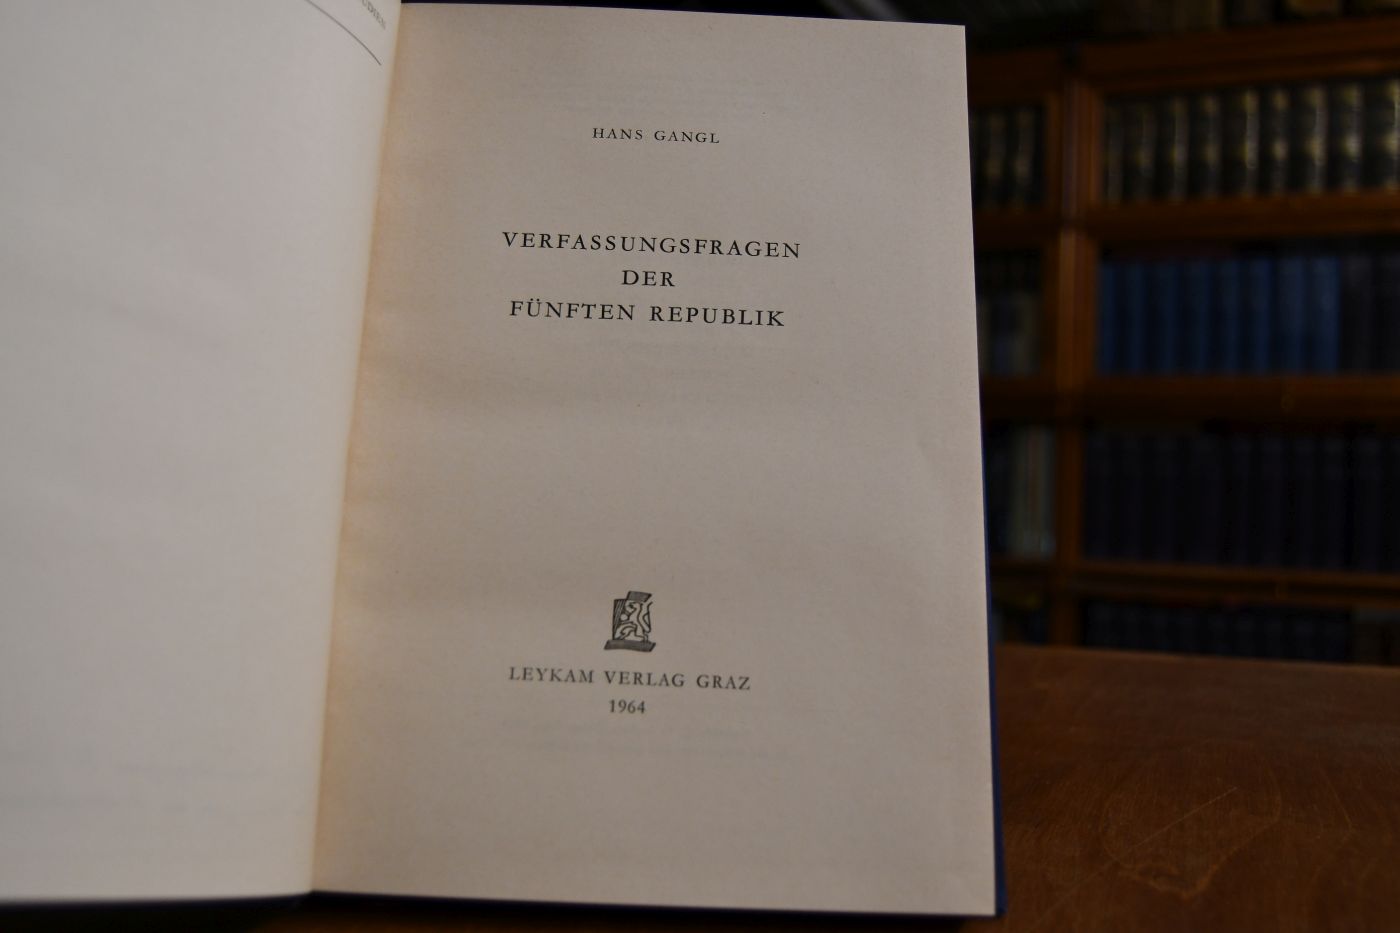 HANS GANGL
VERFASSUNGSFRAGEN
DER
FÜNFTEN REPUBLIK
LEYKAM VERLAG GRAZ
1964